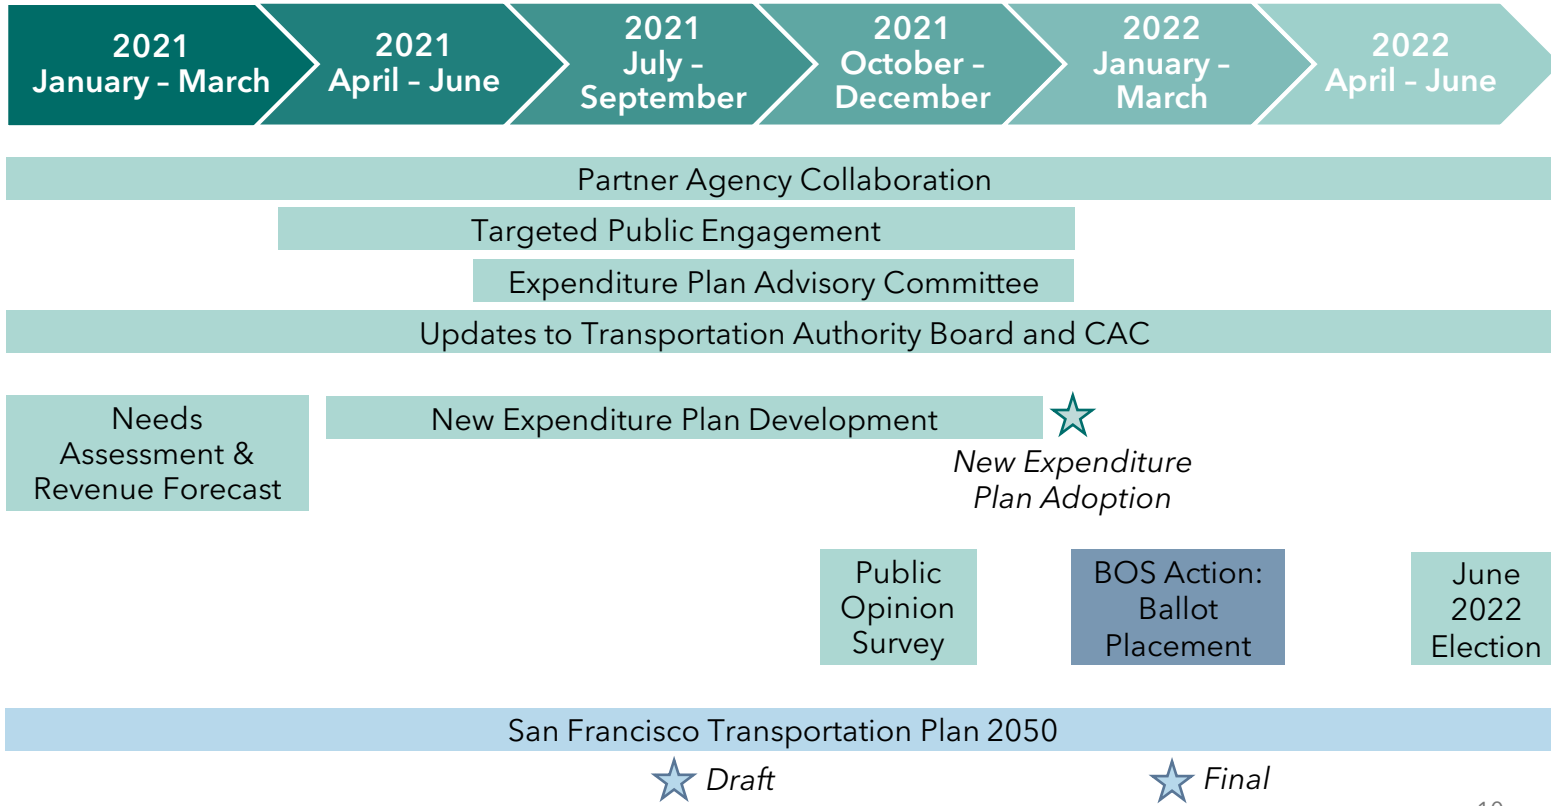 2021
January – March
2021
April – June
2021
July –
September
2021
October –
December
2022
January –
March
2022
April – June
Partner Agency Collaboration
Targeted Public Engagement
Expenditure Plan Advisory Committee
Updates to Transportation Authority Board and CAC
Needs
Assessment &
Revenue Forecast
New Expenditure Plan Development
New Expenditure
Plan Adoption
Public
Opinion
Survey
BOS Action:
Ballot
Placement
June
2022
Election
San Francisco Transportation Plan 2050
Draft
Final